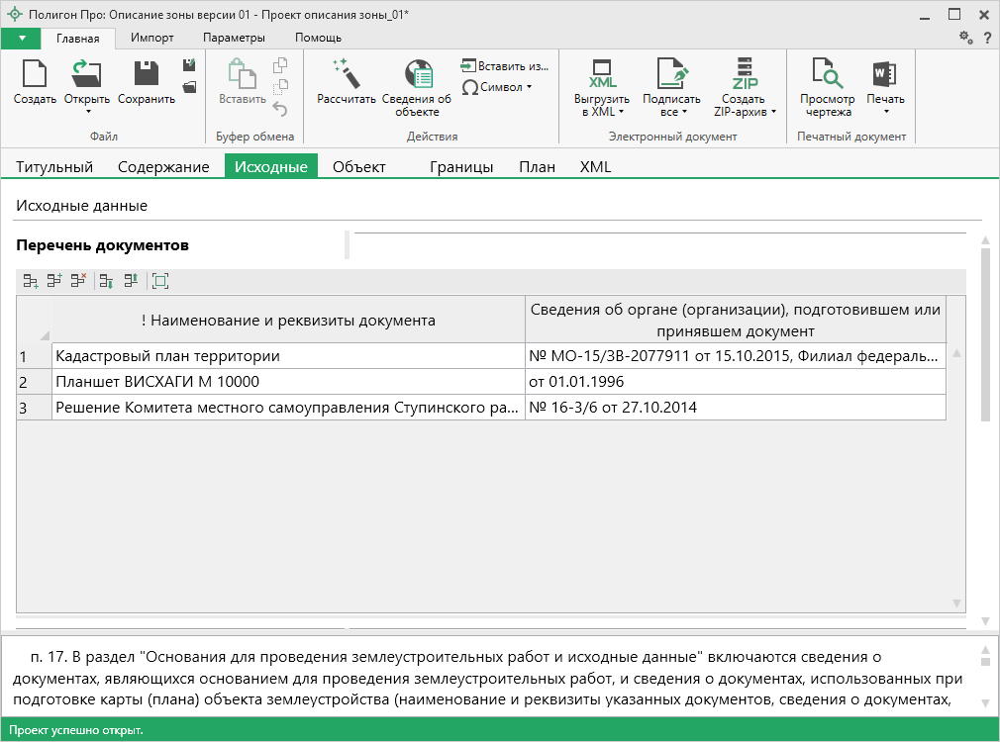 Полигон Про: Описание зоны версии 01 - Проект описания зоны_01*
Главная Импорт Параметры Помощь
?
Создать Открыть Сохранить
Файл
Вставить
Буфер обмена
Рассчитать Сведения об объекте
Вставить из...
Символ
Действия
XML
Выгрузить в XML
Подписать все
ZIP
Создать ZIP-архив
Электронный документ
Просмотр чертежа
W
Печать
Печатный документ
Титульный Содержание Исходные Объект Границы План XML
Исходные данные
Перечень документов
! Наименование и реквизиты документа
Сведения об органе (организации), подготовившем или
принявшем документ
1 Кадастровый план территории № МО-15/ЗВ-2077911 от 15.10.2015, Филиал федераль...
2 Планшет ВИСХАГИ М 10000 от 01.01.1996
3 Решение Комитета местного самоуправления Ступинского ра... № 16-3/6 от 27.10.2014
п. 17. В раздел "Основания для проведения землеустроительных работ и исходные данные" включаются сведения о
документах, являющихся основанием для проведения землеустроительных работ, и сведения о документах, использованных при
подготовке карты (плана) объекта землеустройства (наименование и реквизиты указанных документов, сведения о документах,
Проект успешно открыт.